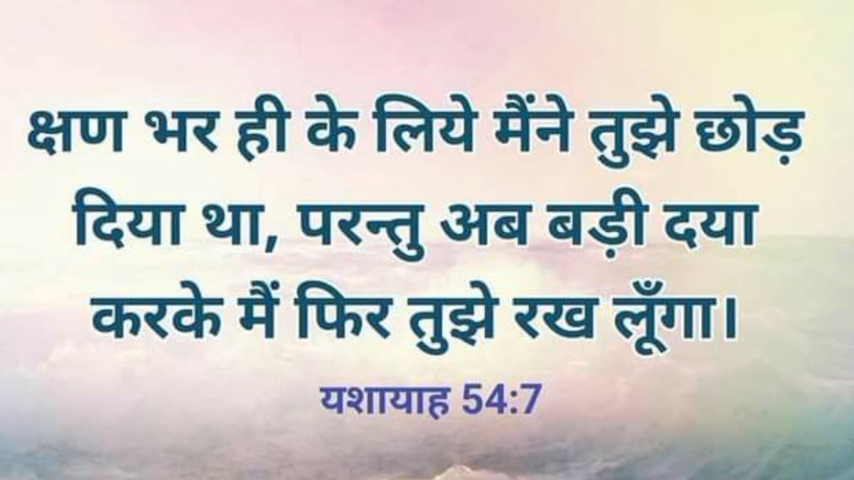 क्षण भर ही के लिये मैंने तुझे छोड़
दिया था, परन्तु अब बड़ी दया
करके मैं फिर तुझे रख लूँगा।
यशायाह 54:7